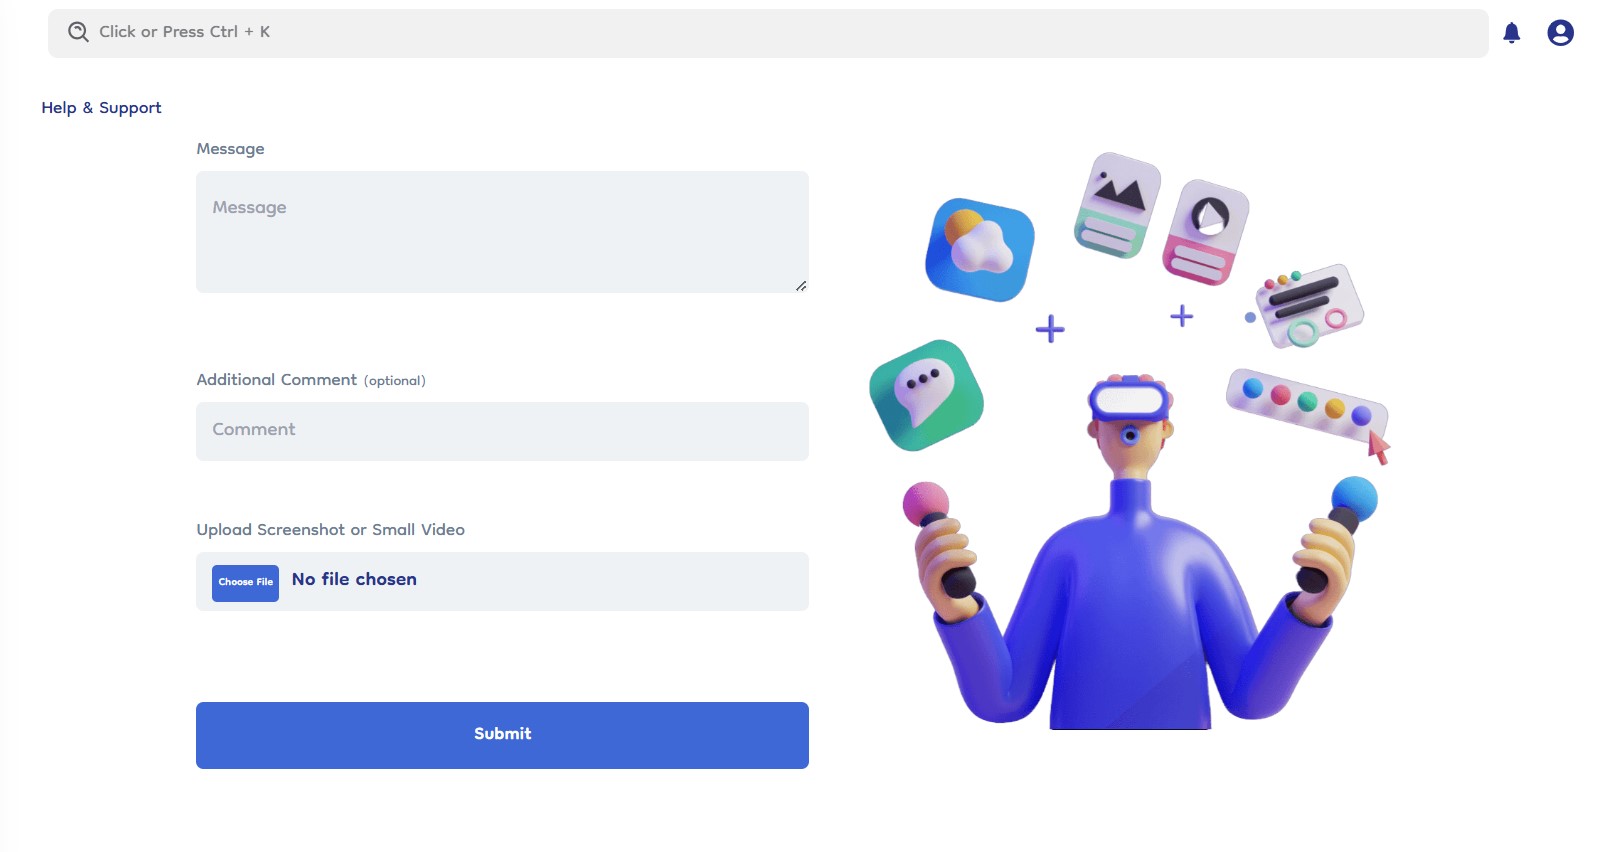 Click or Press Ctrl + K
Help & Support
Message
Message
Additional Comment (optional)
Comment
Upload Screenshot or Small Video
Choose File No file chosen
Submit